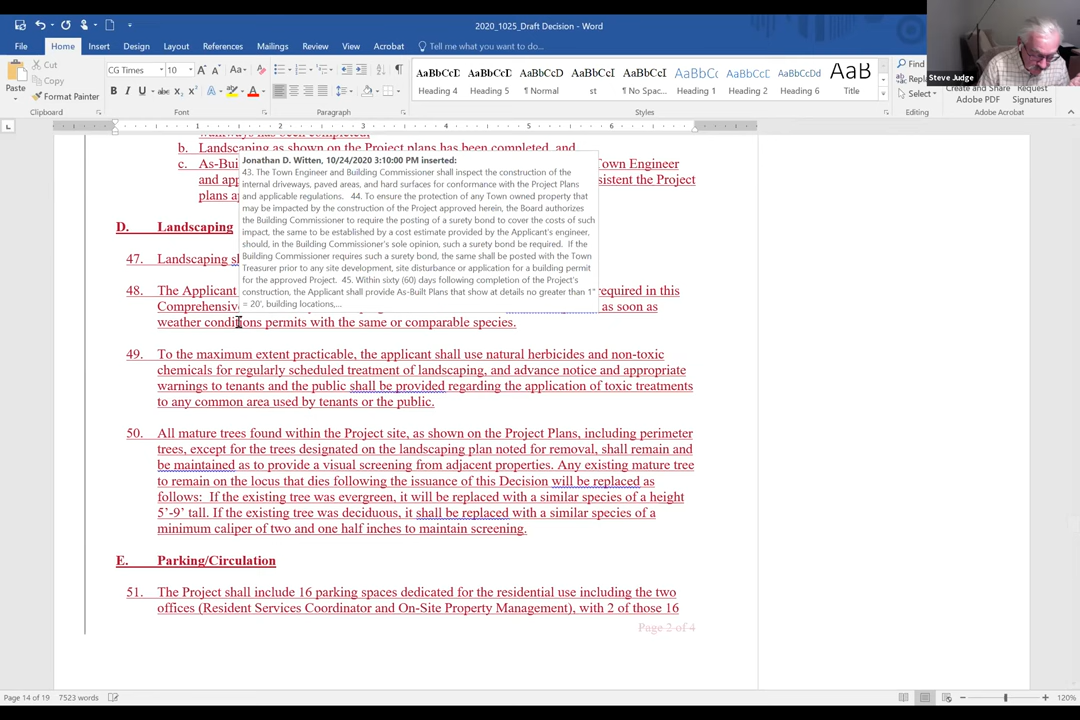 2020_1025_Draft Decision - Word
File Home Insert Design Layout References Mailings Review View Acrobat Tell me what you want to do...
Steve Judge
Paste
Cut
Copy
Format Painter
CG Times 10
Clipboard Font Paragraph Styles Editing Adobe Acrobat
AaBbCcD Heading 4
AaBbCcD Heading 5
AaBbCcD ¶ Normal
AaBbCcI st
AaBbCcI ¶ No Spac...
AaBbCcD Heading 1
AaBbCcD Heading 2
AaBbCcDd Heading 6
AaBb Title
Find
Select
Create and Share Adobe PDF
Request Signatures
walkways has been completed;
b. Landscaping as shown on the Project plans has been completed, and
c. As-Bui
Town Engineer
and app
sistent the Project
plans a
Jonathan D. Witten, 10/24/2020 3:10:00 PM inserted:
43. The Town Engineer and Building Commissioner shall inspect the construction of the
internal driveways, paved areas, and hard surfaces for conformance with the Project Plans
and applicable regulations. 44. To ensure the protection of any Town owned property that
may be impacted by the construction of the Project approved herein, the Board authorizes
the Building Commissioner to require the posting of a surety bond to cover the costs of such
impact, the same to be established by a cost estimate provided by the Applicant's engineer,
should, in the Building Commissioner's sole opinion, such a surety bond be required. If the
Building Commissioner requires such a surety bond, the same shall be posted with the Town
Treasurer prior to any site development, site disturbance or application for a building permit
for the approved Project. 45. Within sixty (60) days following completion of the Project's
construction, the Applicant shall provide As-Built Plans that show at details no greater than 1"
= 20', building locations,...
D. Landscaping
47. Landscaping s
48. The Applicant
required in this
Comprehensive
as soon as
weather conditions permits with the same or comparable species.
49. To the maximum extent practicable, the applicant shall use natural herbicides and non-toxic
chemicals for regularly scheduled treatment of landscaping, and advance notice and appropriate
warnings to tenants and the public shall be provided regarding the application of toxic treatments
to any common area used by tenants or the public.
50. All mature trees found within the Project site, as shown on the Project Plans, including perimeter
trees, except for the trees designated on the landscaping plan noted for removal, shall remain and
be maintained as to provide a visual screening from adjacent properties. Any existing mature tree
to remain on the locus that dies following the issuance of this Decision will be replaced as
follows: If the existing tree was evergreen, it will be replaced with a similar species of a height
5'-9' tall. If the existing tree was deciduous, it shall be replaced with a similar species of a
minimum caliper of two and one half inches to maintain screening.
E. Parking/Circulation
51. The Project shall include 16 parking spaces dedicated for the residential use including the two
offices (Resident Services Coordinator and On-Site Property Management), with 2 of those 16
Page 2 of 4
Page 14 of 19 7523 words 120%